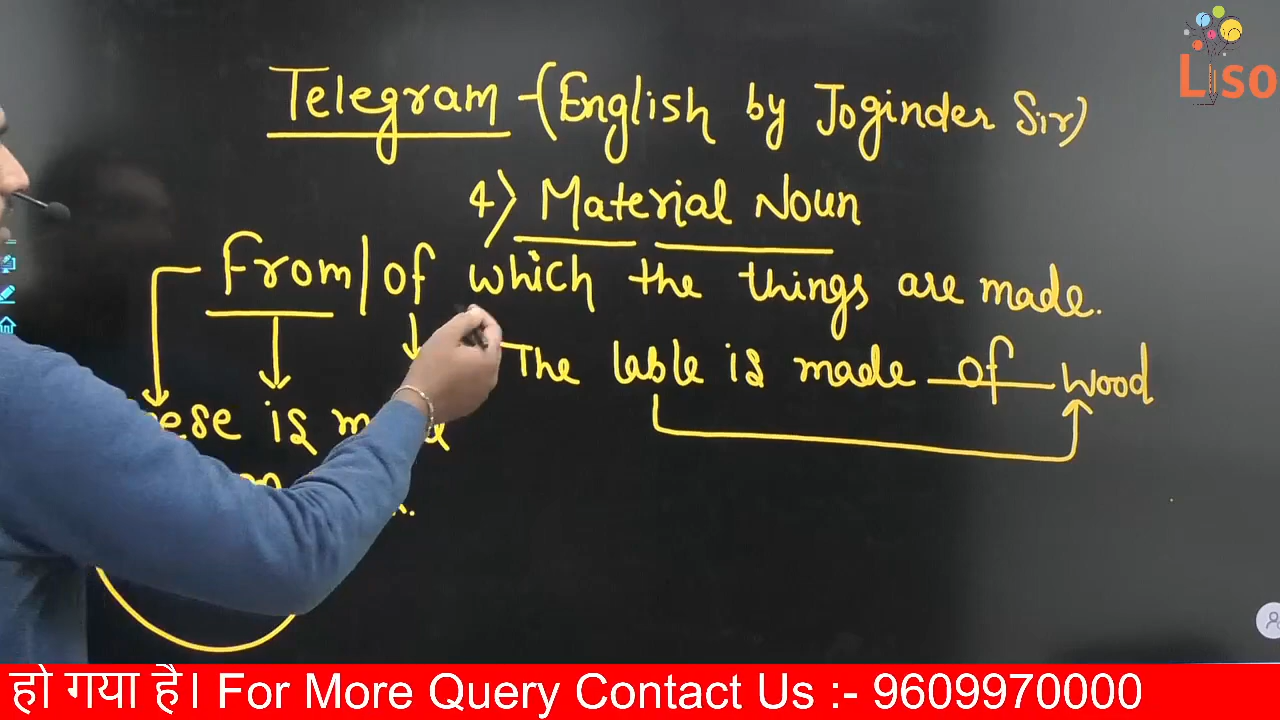 Liso
Telegram - (English by Joginder Sir)
4) Material Noun
From / of which the things are made.
The table is made of wood
is
हो गया है। For More Query Contact Us :- 9609970000